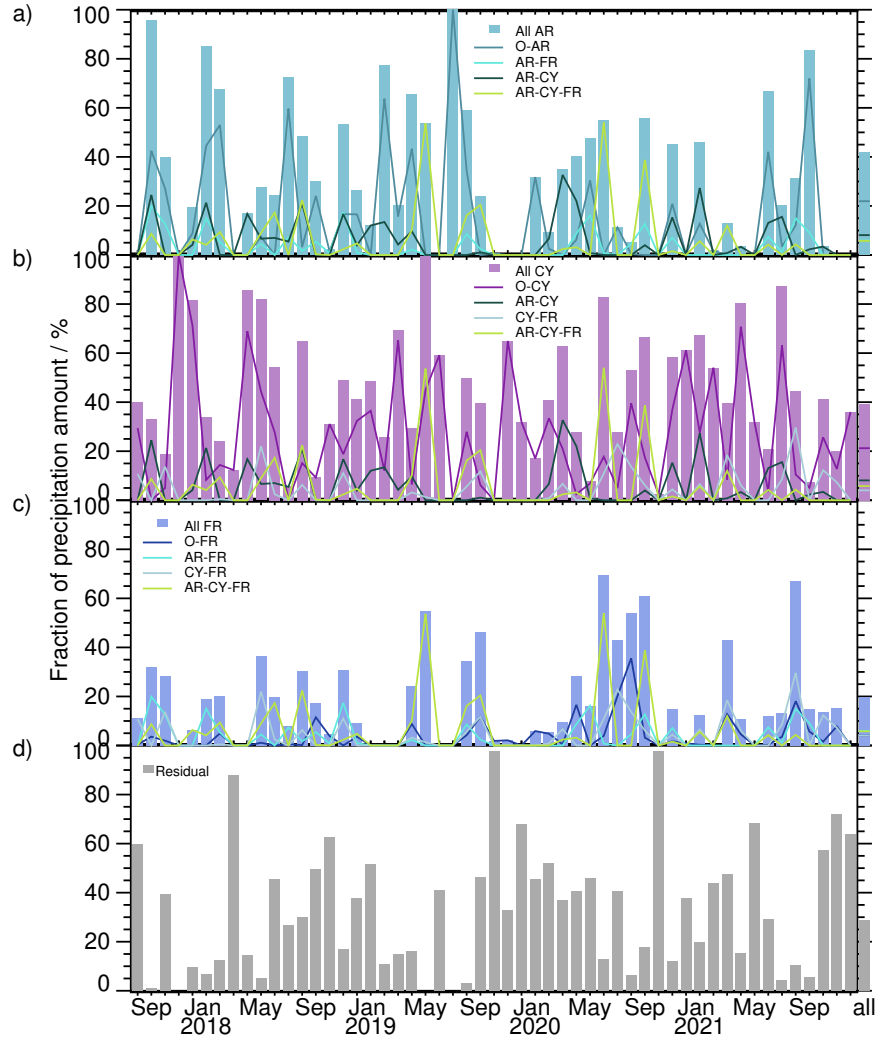 a)
100
80
60
40
20
0
All AR
O-AR
AR-FR
AR-CY
AR-CY-FR
b)
100
80
60
40
20
0
All CY
O-CY
AR-CY
CY-FR
AR-CY-FR
Fraction of precipitation amount / %
c)
100
80
60
40
20
0
All FR
O-FR
AR-FR
CY-FR
AR-CY-FR
d)
100
80
60
40
20
0
Residual
Sep Jan May Sep Jan May Sep Jan May Sep Jan May Sep all
2018 2019 2020 2021